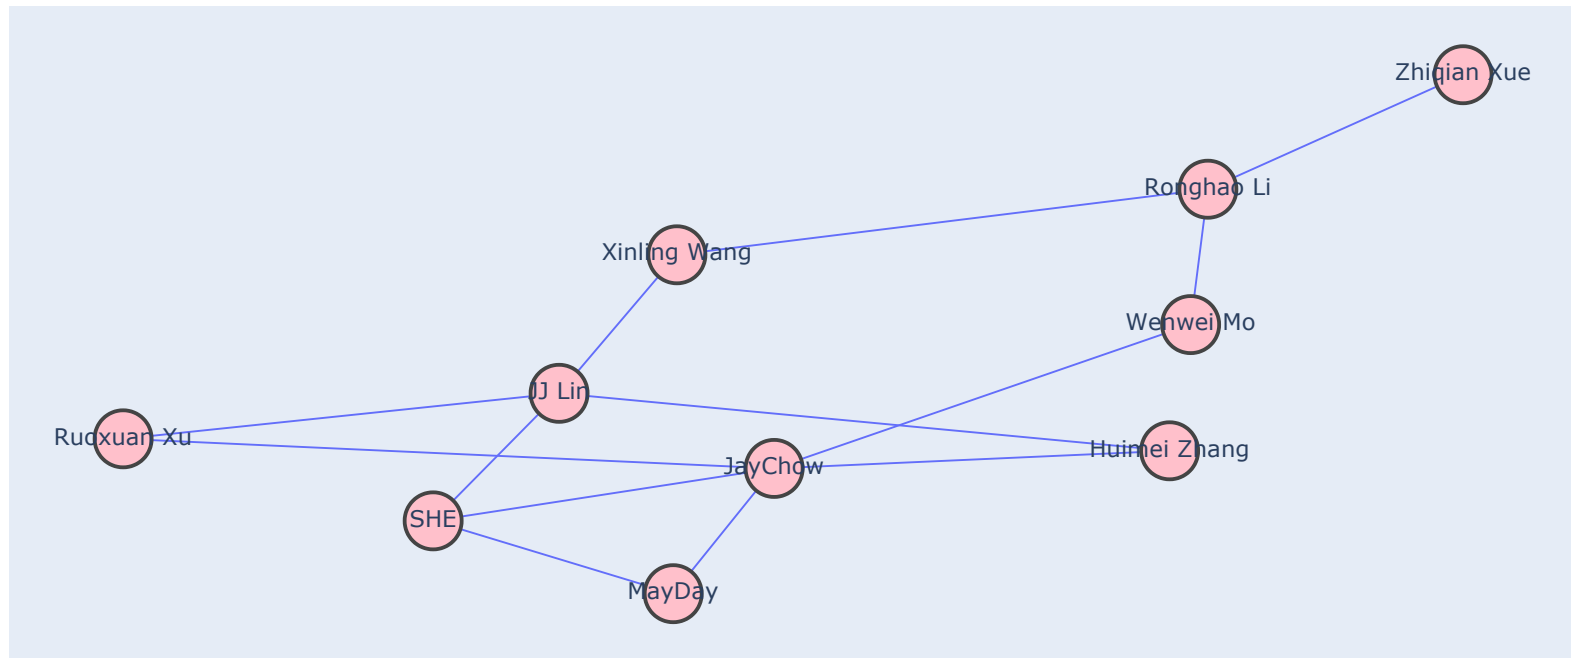 Zhiqian Xue
Ronghao Li
Xinling Wang
Wenwei Mo
JJ Lin
Ruoxuan Xu
Huimei Zhang
JayChow
SHE
MayDay